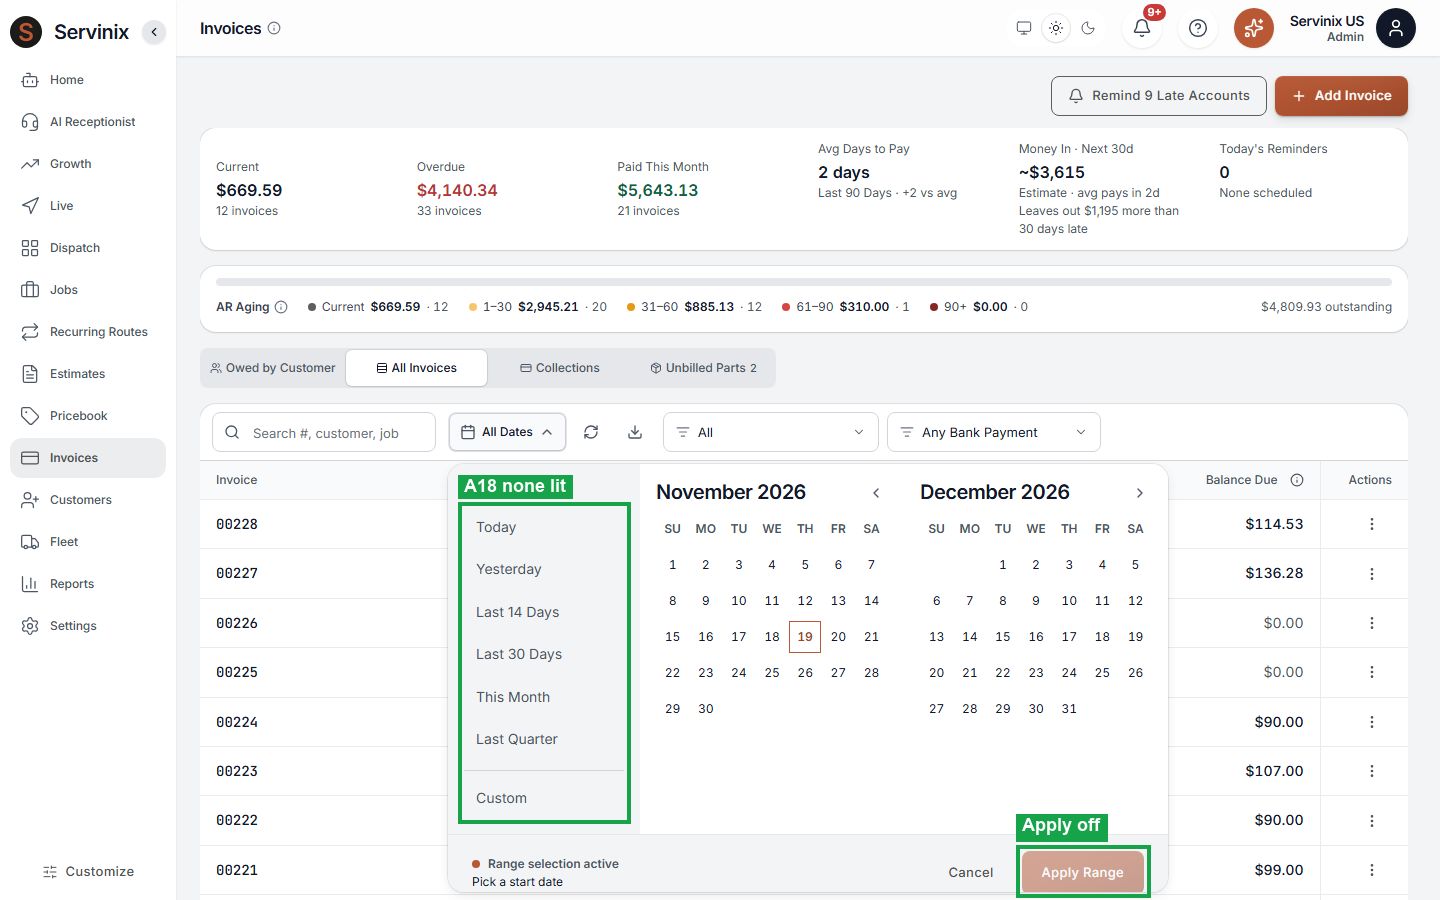 Servinix
Home
AI Receptionist
Growth
Live
Dispatch
Jobs
Recurring Routes
Estimates
Pricebook
Invoices
Customers
Fleet
Reports
Settings
Customize
Invoices
9+
Servinix US
Admin
Remind 9 Late Accounts
Add Invoice
Current
$669.59
12 invoices
Overdue
$4,140.34
33 invoices
Paid This Month
$5,643.13
21 invoices
Avg Days to Pay
2 days
Last 90 Days · +2 vs avg
Money In · Next 30d
~$3,615
Estimate · avg pays in 2d
Leaves out $1,195 more than
30 days late
Today's Reminders
0
None scheduled
AR Aging Current $669.59 · 12 1–30 $2,945.21 · 20 31–60 $885.13 · 12 61–90 $310.00 · 1 90+ $0.00 · 0 $4,809.93 outstanding
Owed by Customer All Invoices Collections Unbilled Parts 2
Search #, customer, job All Dates All Any Bank Payment
Invoice Balance Due Actions
00228 $114.53
00227 $136.28
00226 $0.00
00225 $0.00
00224 $90.00
00223 $107.00
00222 $90.00
00221 $99.00
A18 none lit
Today
Yesterday
Last 14 Days
Last 30 Days
This Month
Last Quarter
Custom
November 2026
SU MO TU WE TH FR SA
1 2 3 4 5 6 7
8 9 10 11 12 13 14
15 16 17 18 19 20 21
22 23 24 25 26 27 28
29 30
December 2026
SU MO TU WE TH FR SA
1 2 3 4 5
6 7 8 9 10 11 12
13 14 15 16 17 18 19
20 21 22 23 24 25 26
27 28 29 30 31
Apply off
Range selection active
Pick a start date
Cancel
Apply Range